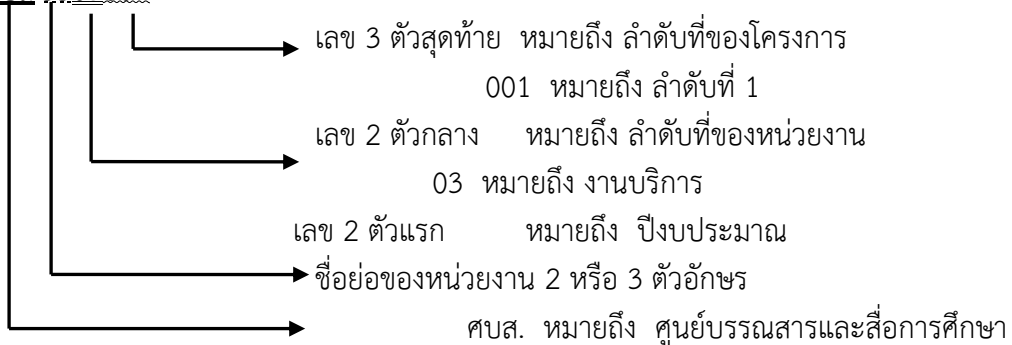 เลข 3 ตัวสุดท้าย หมายถึง ลำดับที่ของโครงการ
001 หมายถึง ลำดับที่ 1
เลข 2 ตัวกลาง หมายถึง ลำดับที่ของหน่วยงาน
03 หมายถึง งานบริการ
เลข 2 ตัวแรก หมายถึง ปีงบประมาณ
ชื่อย่อของหน่วยงาน 2 หรือ 3 ตัวอักษร
ศบส. หมายถึง ศูนย์บรรณสารและสื่อการศึกษา